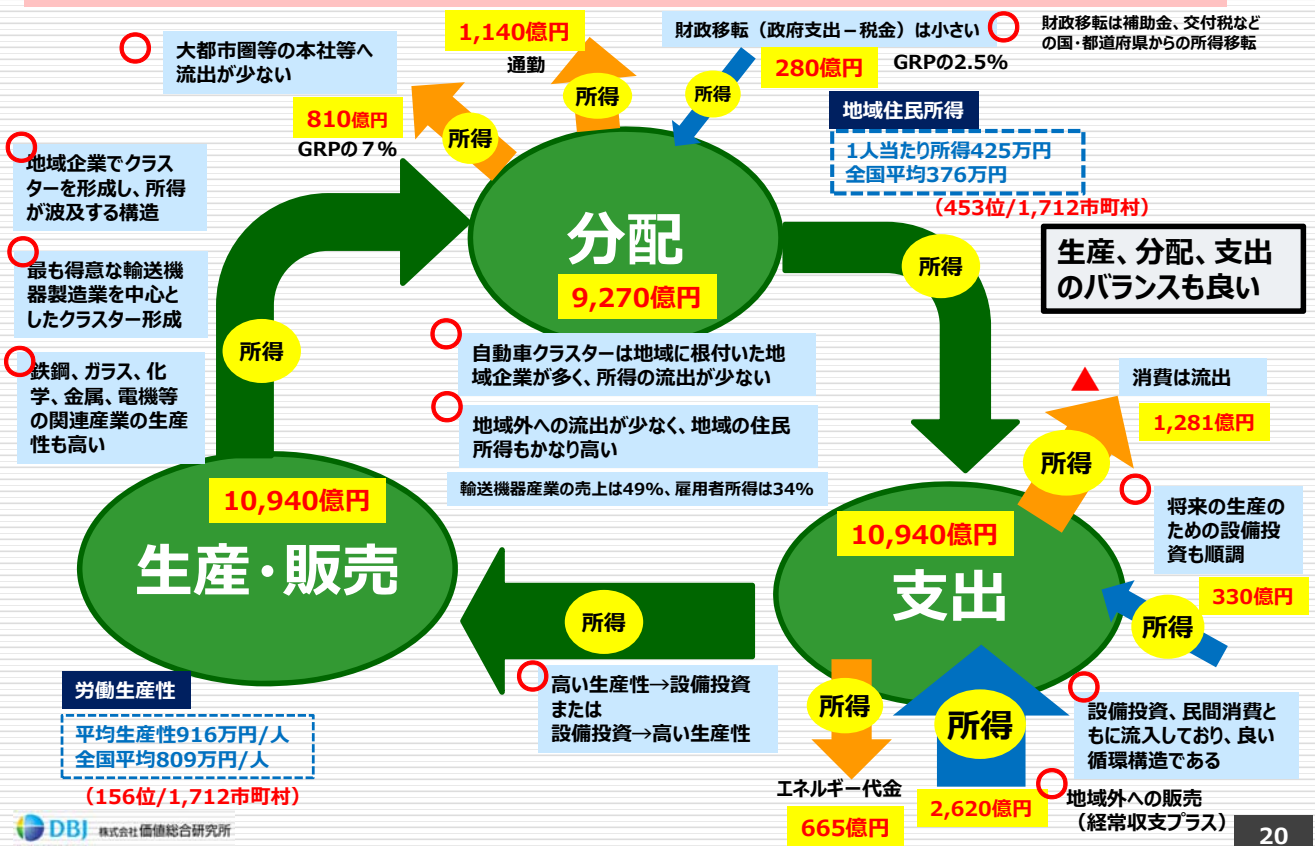 大都市圏等の本社等へ
流出が少ない
810億円
GRPの７%
所得
1,140億円
通勤
所得
財政移転（政府支出－税金）は小さい
280億円
GRPの2.5%
所得
財政移転は補助金、交付税など
の国・都道府県からの所得移転
地域住民所得
1人当たり所得425万円
全国平均376万円
（453位/1,712市町村）
生産、分配、支出
のバランスも良い
地域企業でクラス
ターを形成し、所得
が波及する構造
最も得意な輸送機
器製造業を中心と
したクラスター形成
鉄鋼、ガラス、化
学、金属、電機等
の関連産業の生産
性も高い
所得
分配
9,270億円
所得
自動車クラスターは地域に根付いた地
域企業が多く、所得の流出が少ない
地域外への流出が少なく、地域の住民
所得もかなり高い
輸送機器産業の売上は49%、雇用者所得は34%
消費は流出
1,281億円
所得
将来の生産の
ための設備投
資も順調
330億円
所得
10,940億円
生産・販売
10,940億円
支出
所得
高い生産性→設備投資
または
設備投資→高い生産性
労働生産性
平均生産性916万円/人
全国平均809万円/人
（156位/1,712市町村）
所得
エネルギー代金
665億円
所得
2,620億円
地域外への販売
（経常収支プラス）
設備投資、民間消費と
もに流入しており、良い
循環構造である
DBJ 株式会社価値総合研究所
20